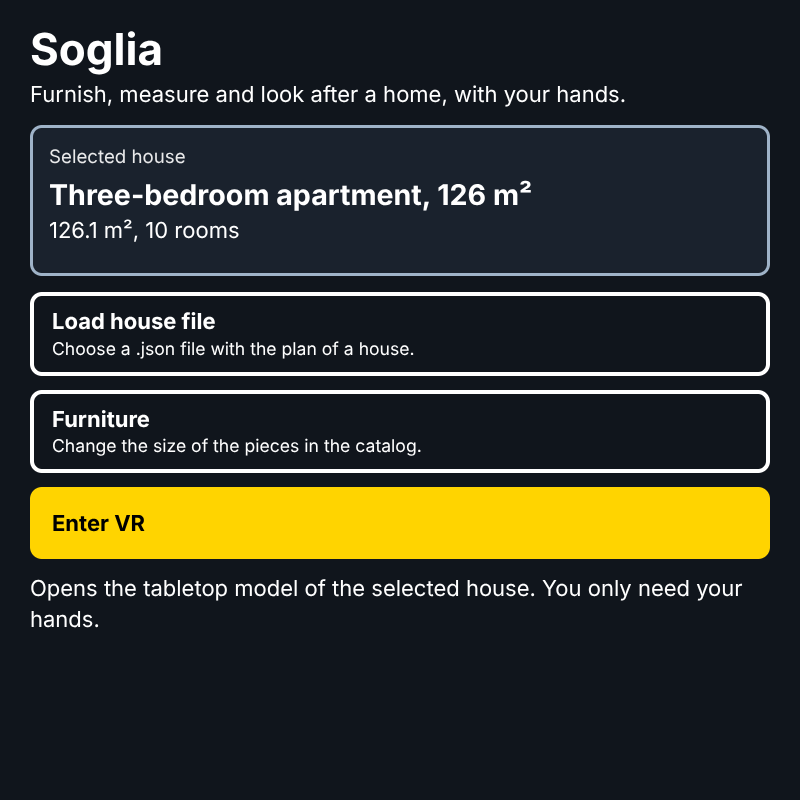 Soglia
Furnish, measure and look after a home, with your hands.
Selected house
Three-bedroom apartment, 126 m²
126.1 m², 10 rooms
Load house file
Choose a .json file with the plan of a house.
Furniture
Change the size of the pieces in the catalog.
Enter VR
Opens the tabletop model of the selected house. You only need your
hands.